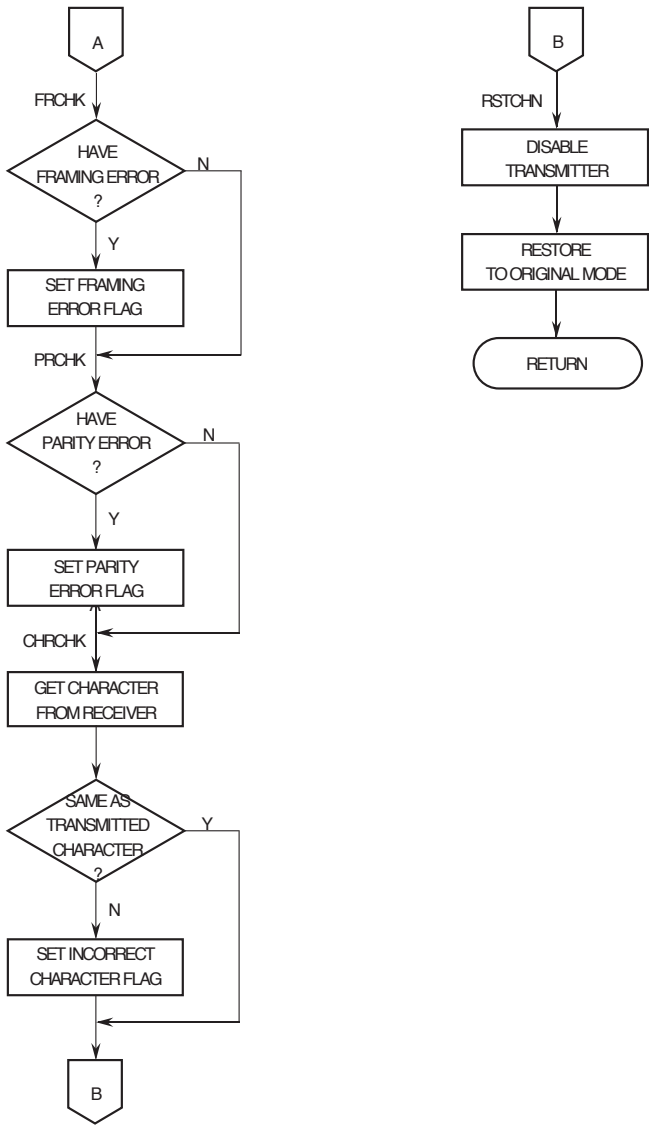 A
FRCHK
HAVE
FRAMING ERROR
?
N
Y
SET FRAMING
ERROR FLAG
PRCHK
HAVE
PARITY ERROR
?
N
Y
SET PARITY
ERROR FLAG
CHRCHK
GET CHARACTER
FROM RECEIVER
SAME AS
TRANSMITTED
CHARACTER
?
Y
N
SET INCORRECT
CHARACTER FLAG
B
B
RSTCHN
DISABLE
TRANSMITTER
RESTORE
TO ORIGINAL MODE
RETURN